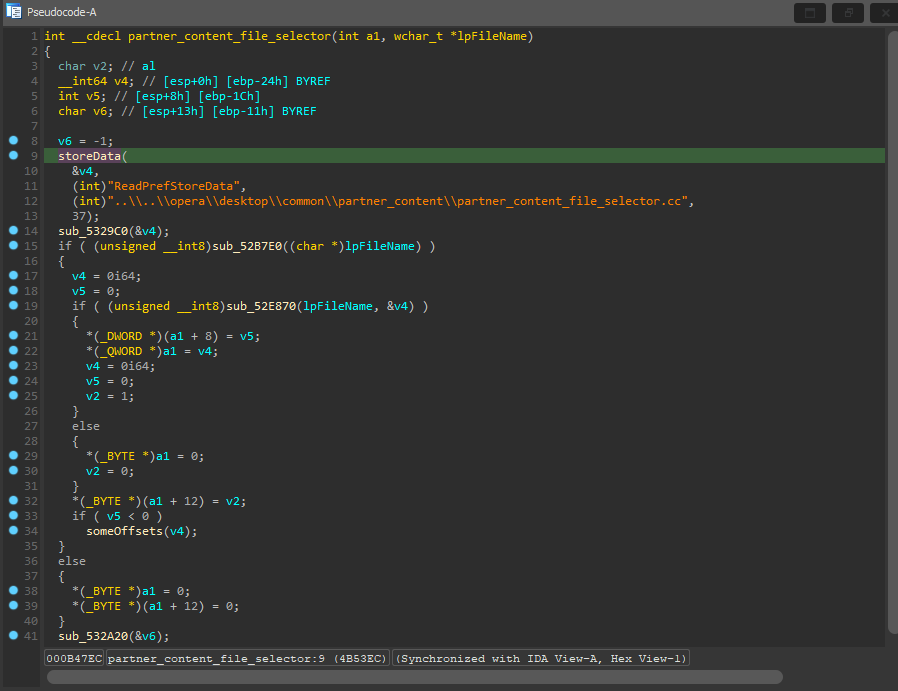 Pseudocode-A
1 int __cdecl partner_content_file_selector(int a1, wchar_t *lpFileName)
2 {
3 char v2; // al
4 __int64 v4; // [esp+0h] [ebp-24h] BYREF
5 int v5; // [esp+8h] [ebp-1Ch]
6 char v6; // [esp+13h] [ebp-11h] BYREF
7
8 v6 = -1;
9 storeData(
10 &v4,
11 (int)"ReadPrefStoreData",
12 (int)"..\\..\\opera\\desktop\\common\\partner_content\\partner_content_file_selector.cc",
13 37);
14 sub_5329C0(&v4);
15 if ( (unsigned __int8)sub_52B7E0((char *)lpFileName) )
16 {
17 v4 = 0i64;
18 v5 = 0;
19 if ( (unsigned __int8)sub_52E870(lpFileName, &v4) )
20 {
21 *(_DWORD *)(a1 + 8) = v5;
22 *(_QWORD *)a1 = v4;
23 v4 = 0i64;
24 v5 = 0;
25 v2 = 1;
26 }
27 else
28 {
29 *(_BYTE *)a1 = 0;
30 v2 = 0;
31 }
32 *(_BYTE *)(a1 + 12) = v2;
33 if ( v5 < 0 )
34 someOffsets(v4);
35 }
36 else
37 {
38 *(_BYTE *)a1 = 0;
39 *(_BYTE *)(a1 + 12) = 0;
40 }
41 sub_532A20(&v6);
000B47EC partner_content_file_selector:9 (4B53EC) (Synchronized with IDA View-A, Hex View-1)